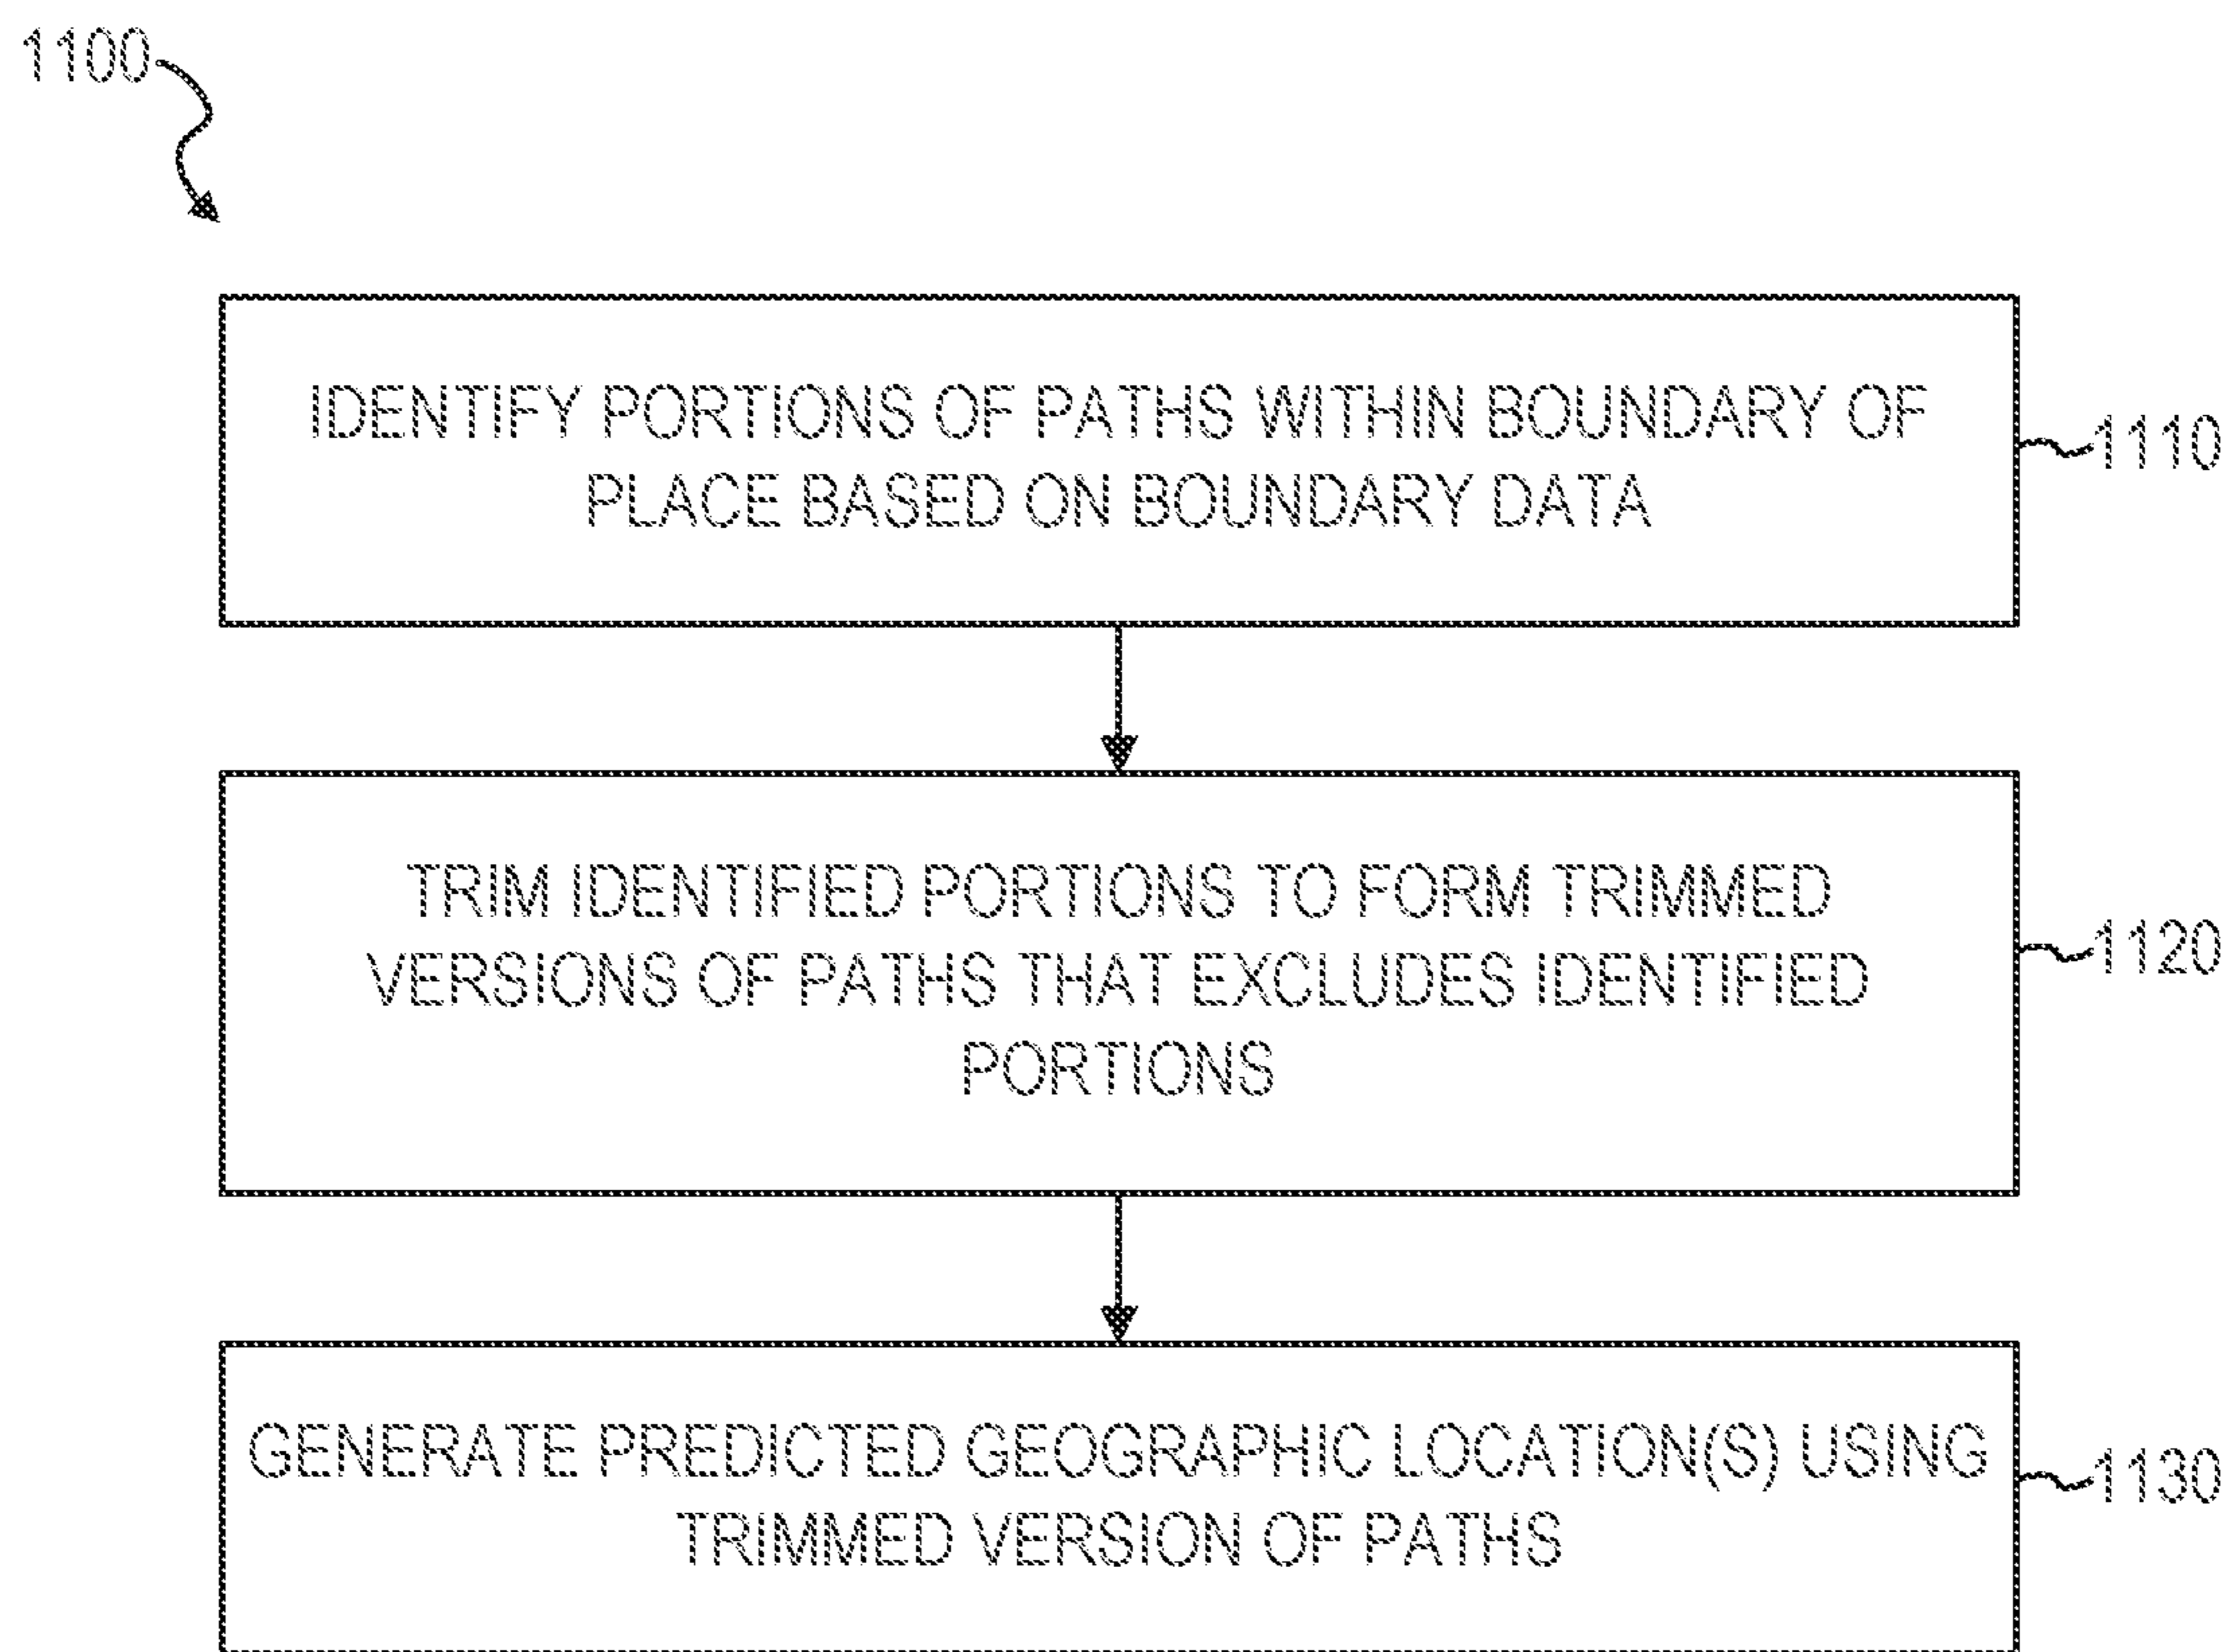 1100
IDENTIFY PORTIONS OF PATHS WITHIN BOUNDARY OF
PLACE BASED ON BOUNDARY DATA
1110
TRIM IDENTIFIED PORTIONS TO FORM TRIMMED
VERSIONS OF PATHS THAT EXCLUDES IDENTIFIED
PORTIONS
1120
GENERATE PREDICTED GEOGRAPHIC LOCATION(S) USING
TRIMMED VERSION OF PATHS
1130